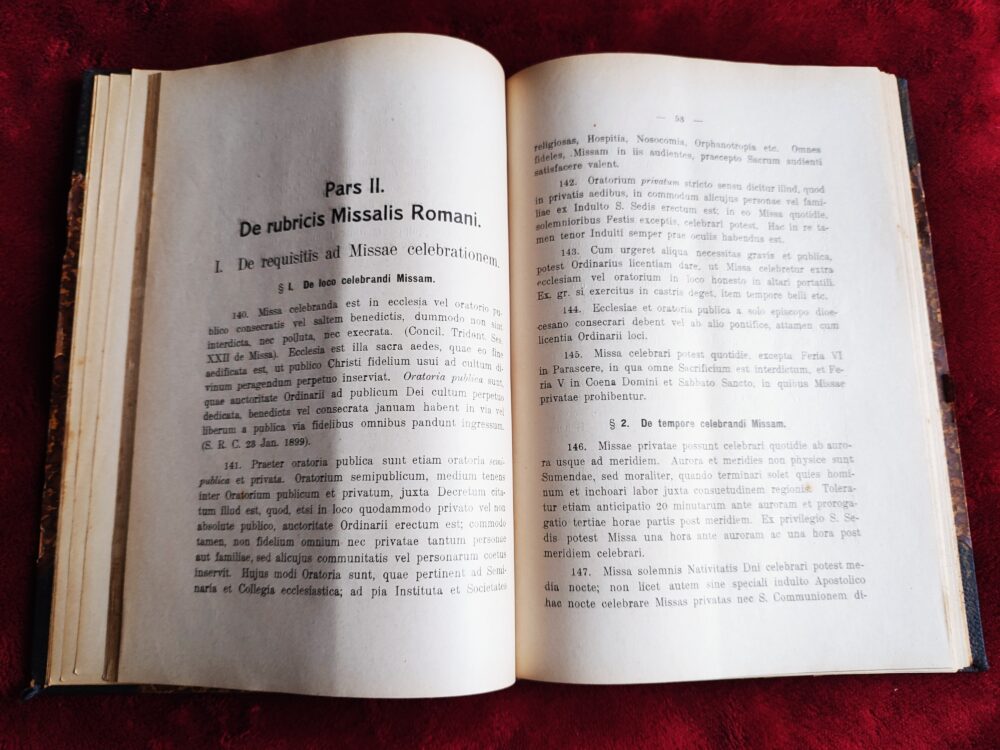 Pars II.
De rubricis Missalis Romani.
I. De requisitis ad Missae celebrationem.
§ 1. De loco celebrandi Missam.
140. Missa celebranda est in ecclesia vel oratorio pu-
blico consecratis vel saltem benedictis, dummodo non sint
interdicta, nec polluta, nec execrata. (Concil. Trident. Ses.
XXII de Missa). Ecclesia est illa sacra aedes, quae eo fine
aedificata est, ut publico Christi fidelium usui ad cultum di-
vinum peragendum perpetuo inserviat. Oratoria publica sunt,
quae auctoritate Ordinarii ad publicum Dei cultum perpetuo
dedicata, benedicta vel consecrata januam habent in via vel
liberum a publica via fidelibus omnibus pandunt ingressum.
(S. R. C. 23 Jan. 1899).
141. Praeter oratoria publica sunt etiam oratoria semi-
publica et privata. Oratorium semipublicum, medium tenens
inter Oratorium publicum et privatum, juxta Decretum cita-
tum illud est, quod, etsi in loco quodammodo privato vel non
absolute publico, auctoritate Ordinarii erectum est; commodo
tamen, non fidelium omnium nec privatae tantum personae
aut familiae, sed alicujus communitatis vel personarum coetus
inservit. Hujus modi Oratoria sunt, quae pertinent ad Semi-
naria et Collegia ecclesiastica; ad pia Instituta et Societates
— 53 —
religiosas, Hospitia, Nosocomia, Orphanotropia etc. Omnes
fideles, Missam in iis audientes, praecepto Sacrum audienti
satisfacere valent.
142. Oratorium privatum stricto sensu dicitur illud, quod
in privatis aedibus, in commodum alicujus personae vel fami-
liae ex Indulto S. Sedis erectum est; in eo Missa quotidie,
solemnioribus Festis exceptis, celebrari potest. Hac in re ta-
men tenor Indulti semper prae oculis habendus est.
143. Cum urgeret aliqua necessitas gravis et publica,
potest Ordinarius licentiam dare, ut Missa celebretur extra
ecclesiam vel oratorium in loco honesto in altari portatili.
Ex. gr. si exercitus in castris deget, item tempore belli etc.
144. Ecclesiae et oratoria publica a solo episcopo dioe-
cesano consecrari debent vel ab alio pontifice, attamen cum
licentia Ordinarii loci.
145. Missa celebrari potest quotidie, excepta Feria VI
in Parascere, in qua omne Sacrificium est interdictum, et Fe-
ria V in Coena Domini et Sabbato Sancto, in quibus Missae
privatae prohibentur.
§ 2. De tempore celebrandi Missam.
146. Missae privatae possunt celebrari quotidie ab auro-
ra usque ad meridiem. Aurora et meridies non physice sunt
Sumendae, sed moraliter, quando terminari solet quies homi-
num et inchoari labor juxta consuetudinem regionis. Tolera-
tur etiam anticipatio 20 minutarum ante auroram et proroga-
gatio tertiae horae partis post meridiem. Ex privilegio S. Se-
dis potest Missa una hora ante auroram ac una hora post
meridiem celebrari.
147. Missa solemnis Nativitatis Dni celebrari potest me-
dia nocte; non licet autem sine speciali indulto Apostolico
hac nocte celebrare Missas privatas nec S. Communionem di-